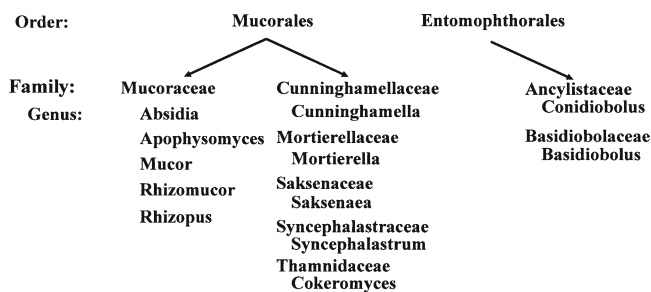 Order: Mucorales Entomophthorales
Family: Mucoraceae Cunninghamellaceae Ancylistaceae
Genus: Absidia Cunninghamella Conidiobolus
Apophysomyces Mortierellaceae Basidiobolaceae
Mucor Mortierella Basidiobolus
Rhizomucor Saksenaceae
Saksenaea
Rhizopus Syncephalastraceae
Syncephalastrum
Thamnidaceae
Cokeromyces